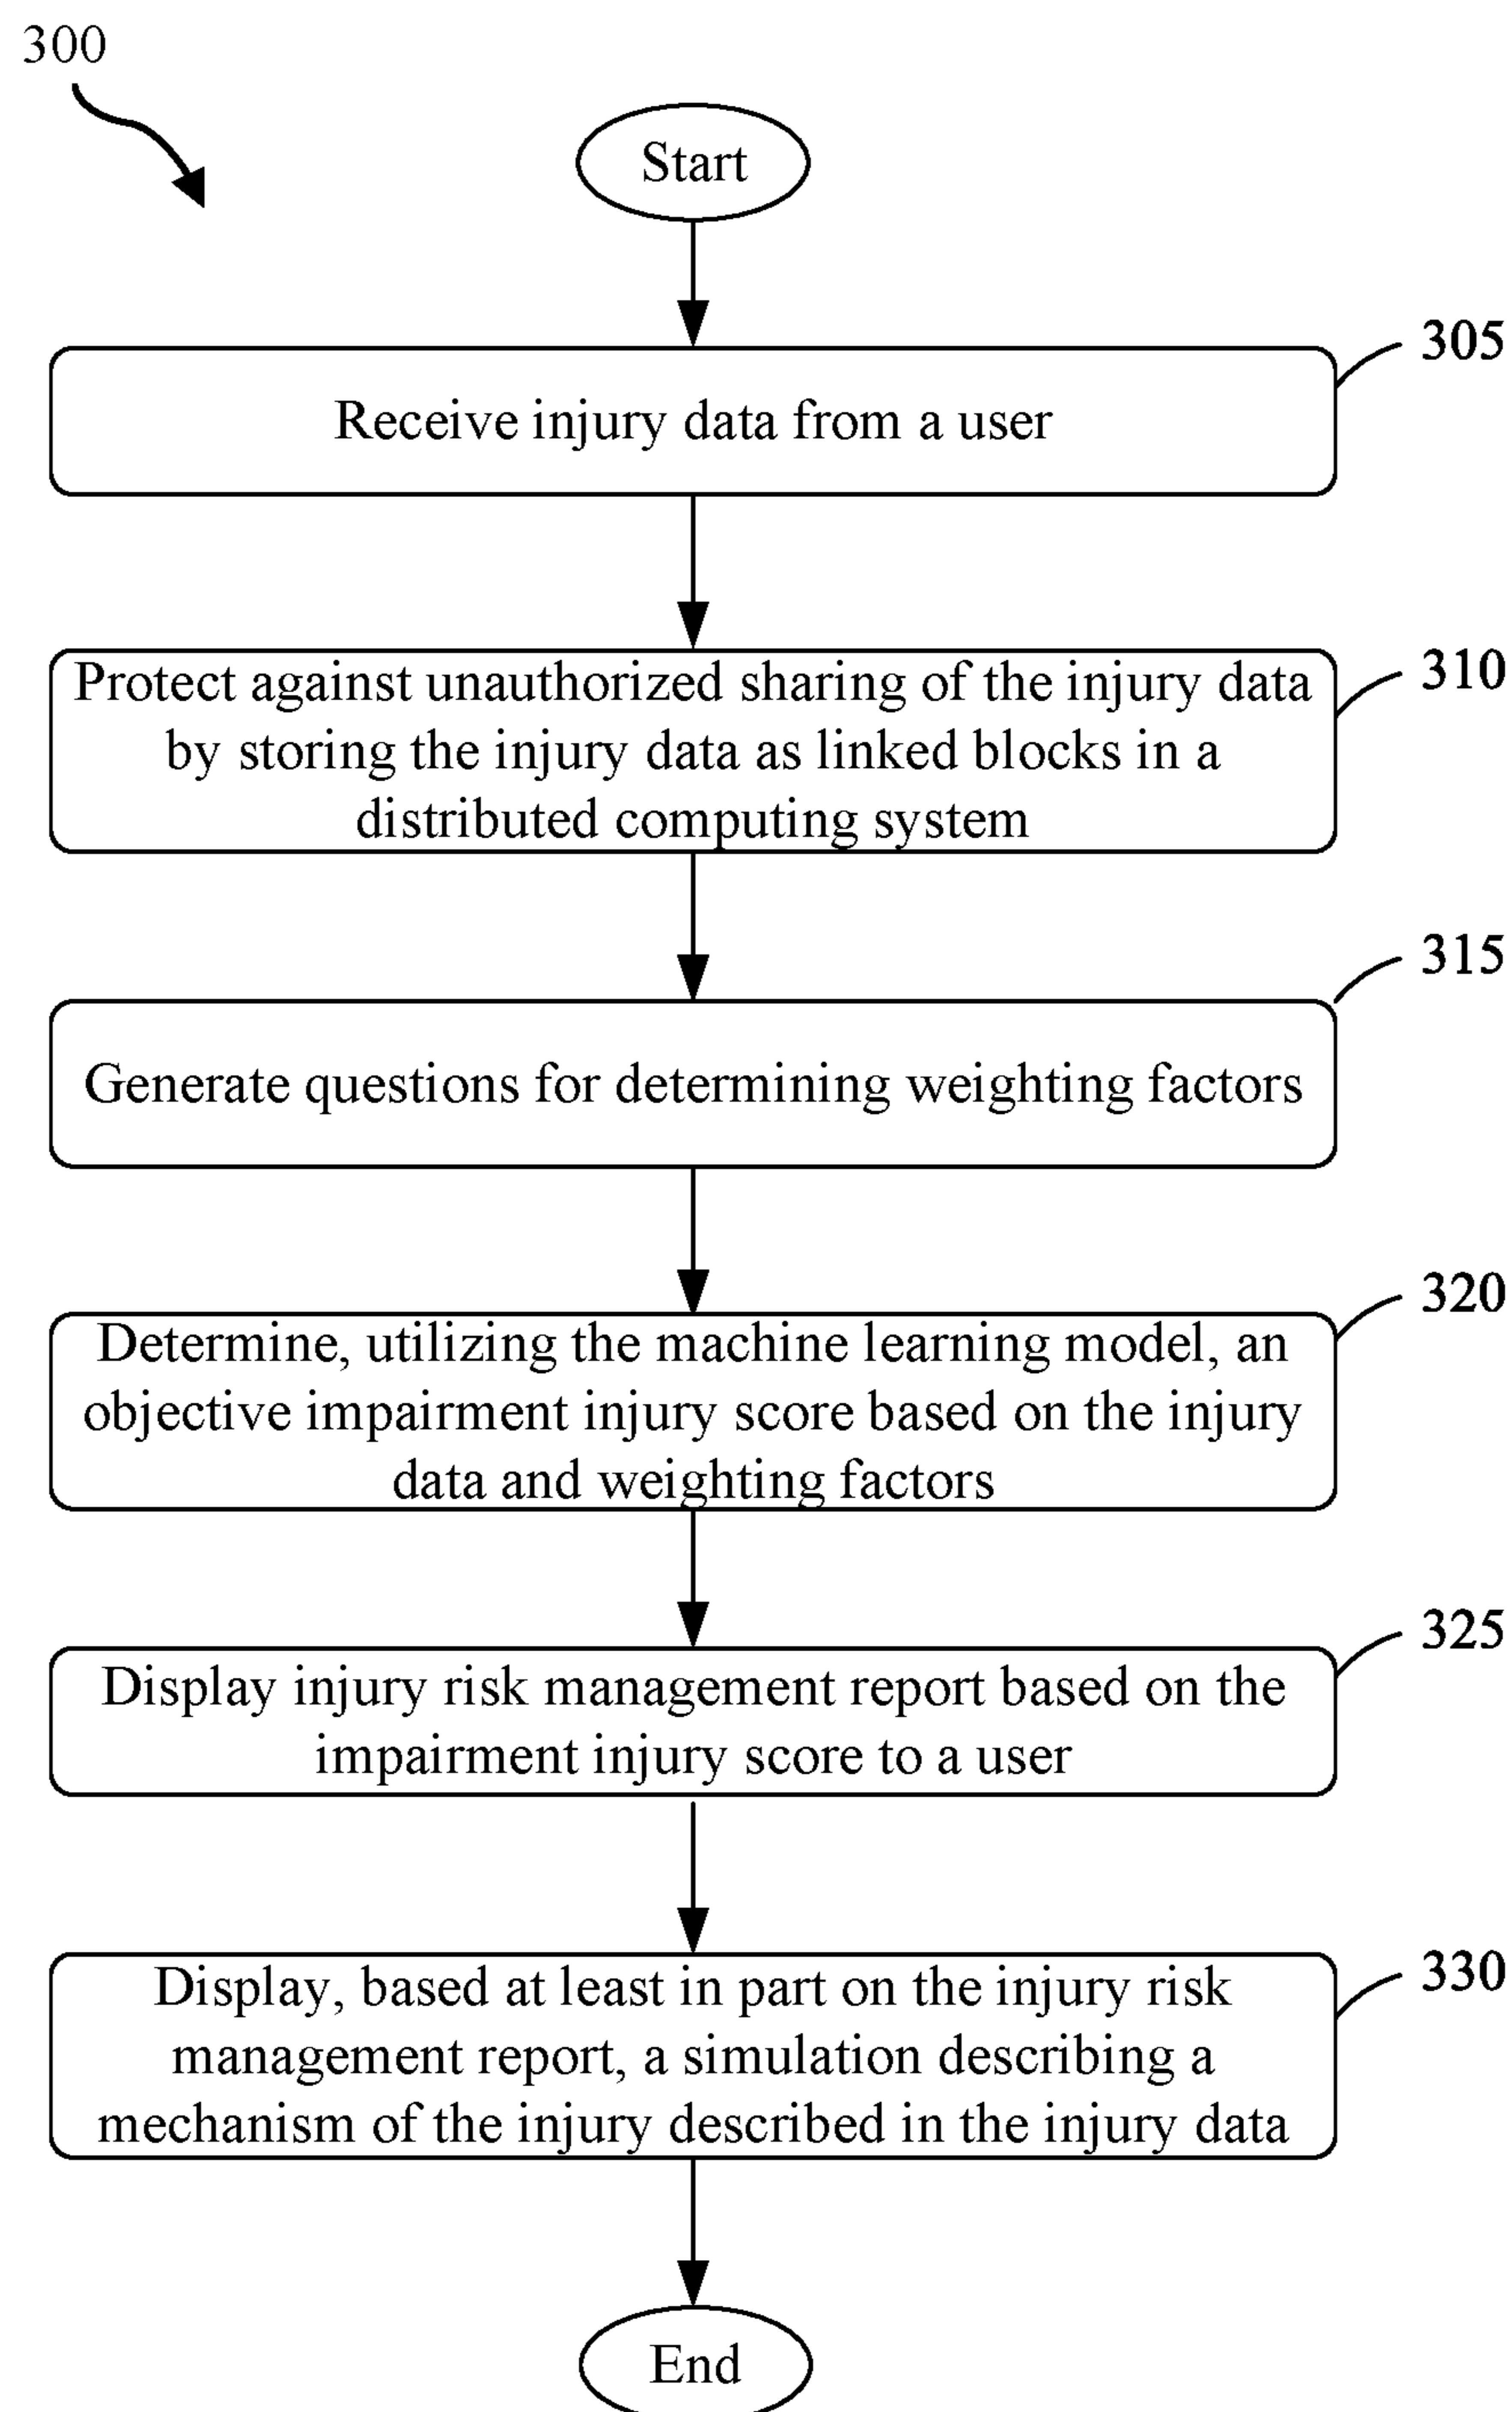 300
Start
305
Receive injury data from a user
310
Protect against unauthorized sharing of the injury data
by storing the injury data as linked blocks in a
distributed computing system
315
Generate questions for determining weighting factors
320
Determine, utilizing the machine learning model, an
objective impairment injury score based on the injury
data and weighting factors
325
Display injury risk management report based on the
impairment injury score to a user
330
Display, based at least in part on the injury risk
management report, a simulation describing a
mechanism of the injury described in the injury data
End